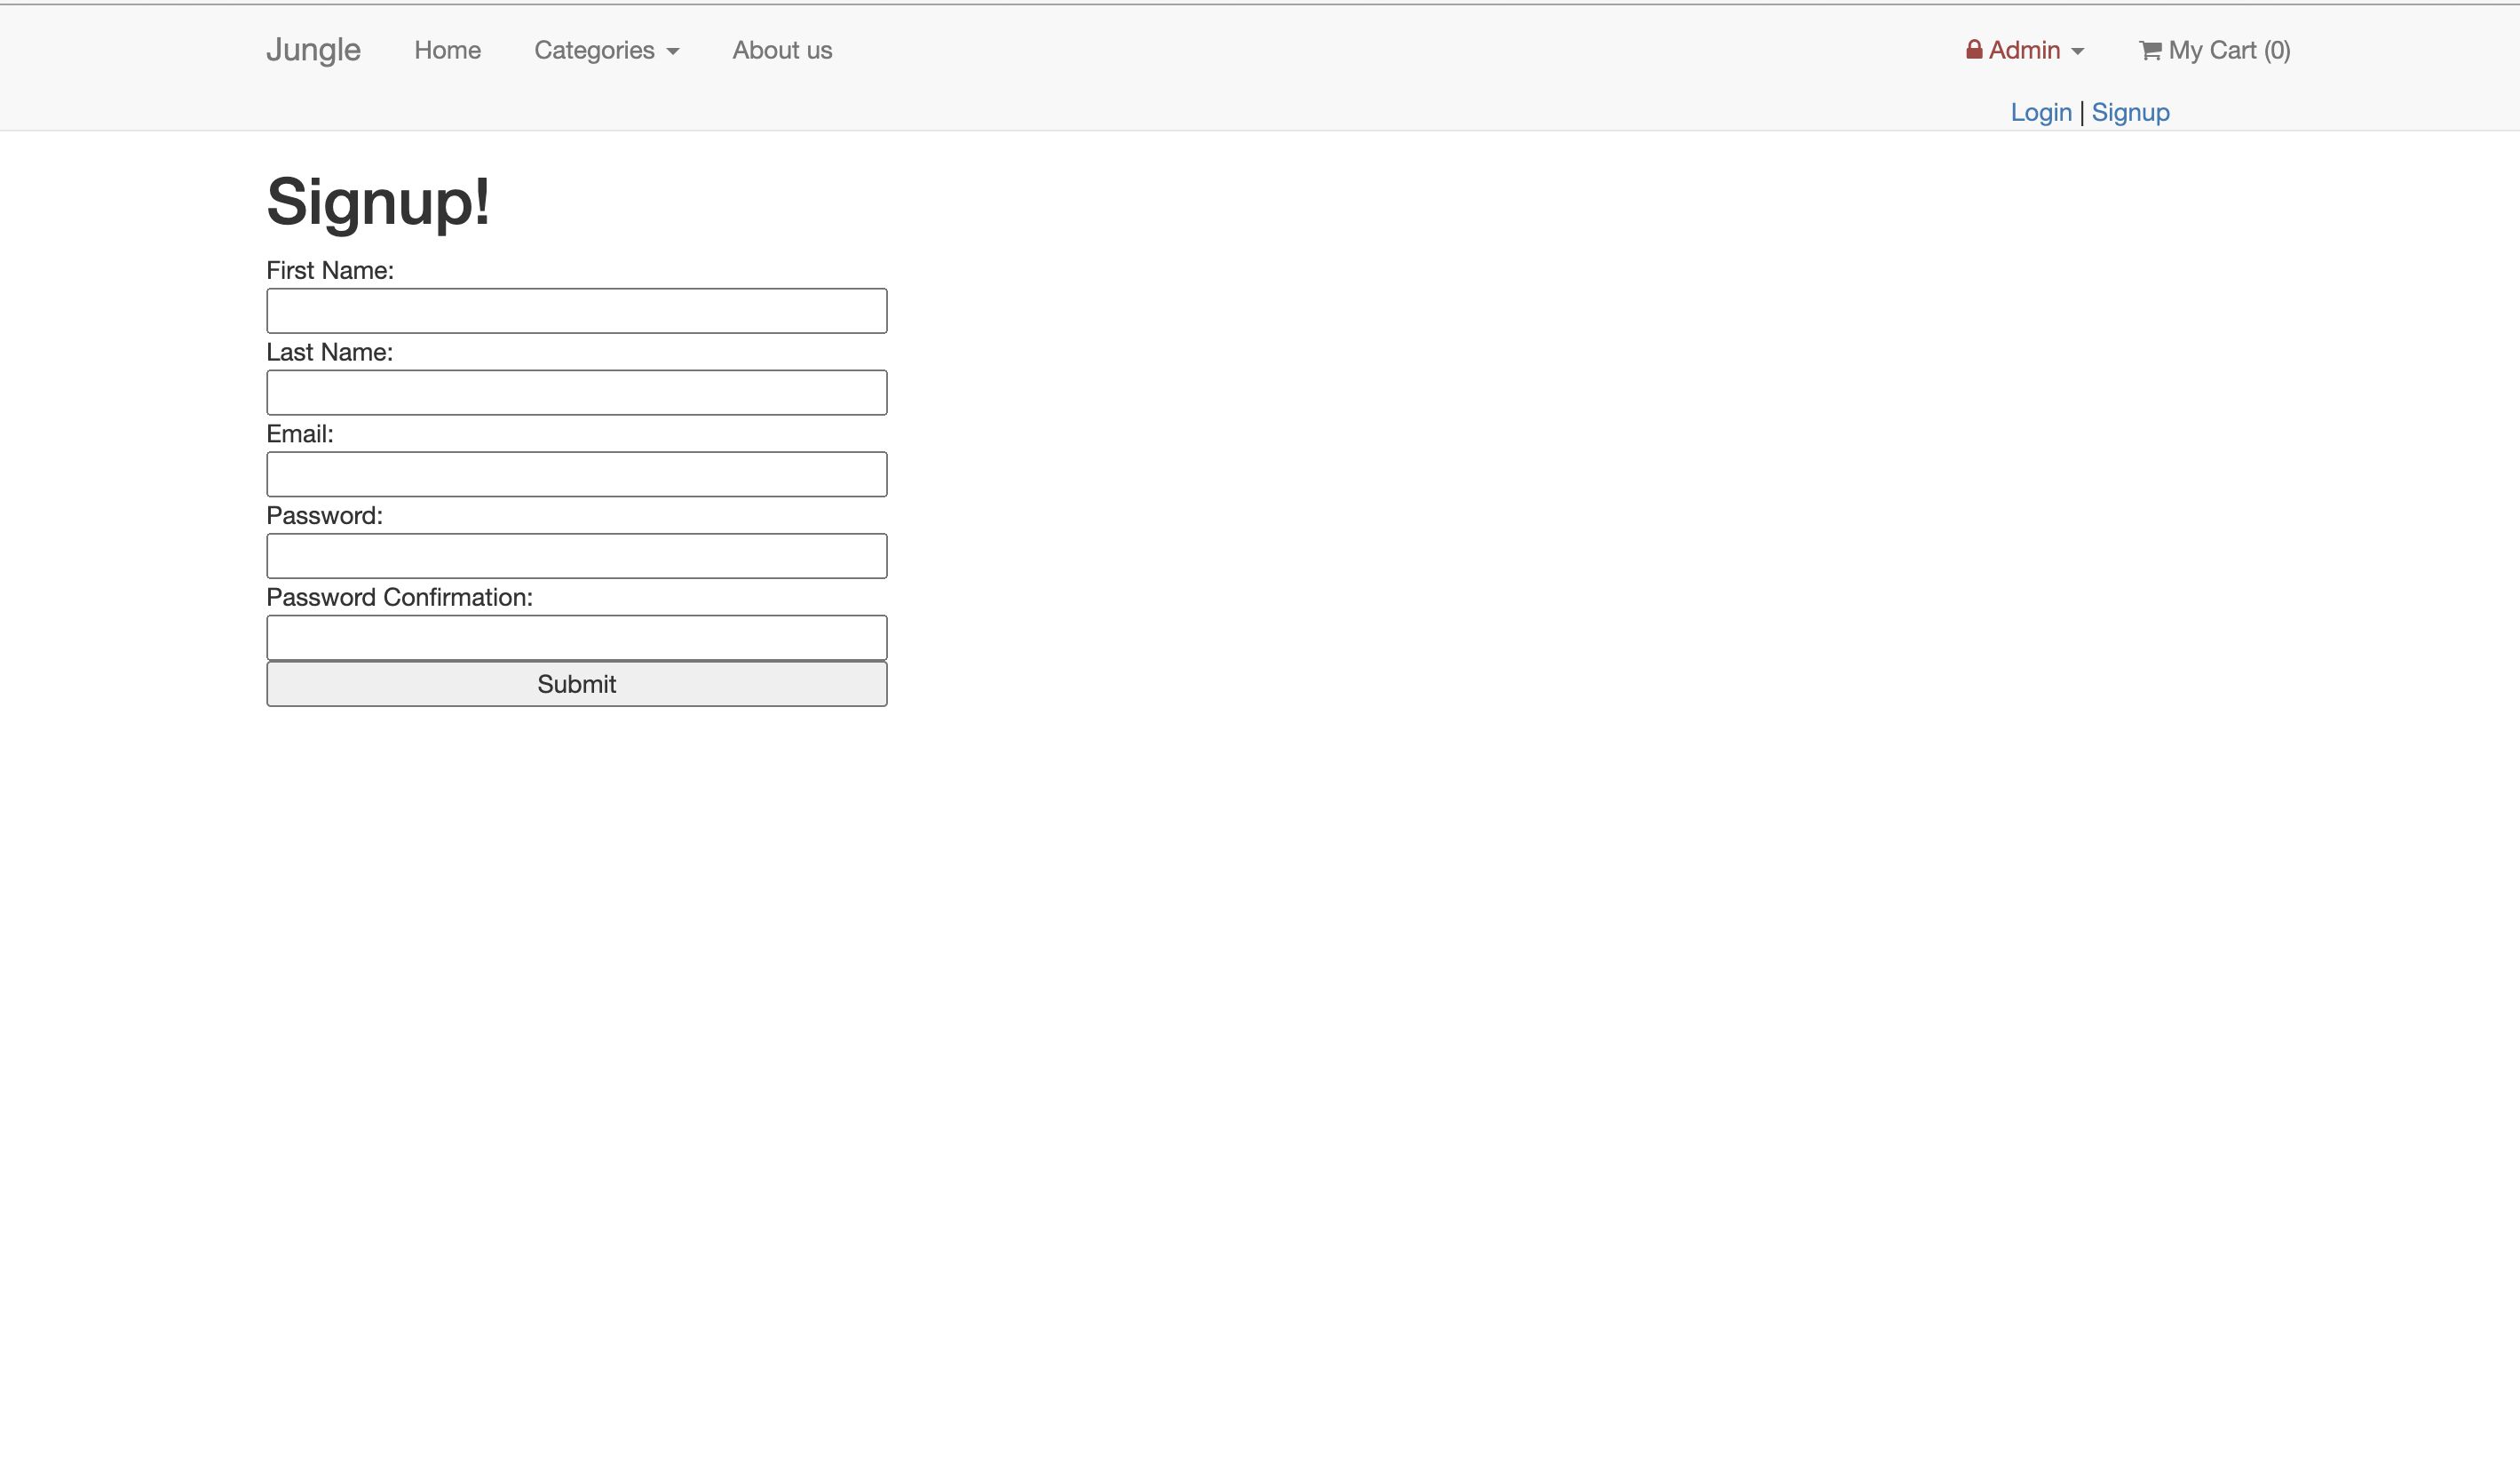 Jungle Home Categories About us Admin My Cart (0)
Login | Signup
Signup!
First Name:
Last Name:
Email:
Password:
Password Confirmation:
Submit